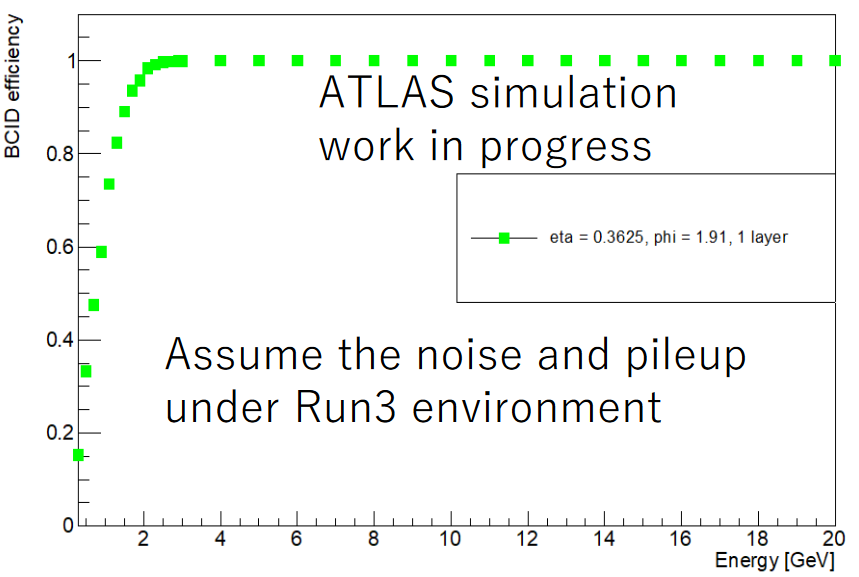 BCID efficiency
1
0.8
0.6
0.4
0.2
0
ATLAS simulation
work in progress
eta = 0.3625, phi = 1.91, 1 layer
Assume the noise and pileup
under Run3 environment
2 4 6 8 10 12 14 16 18 20
Energy [GeV]